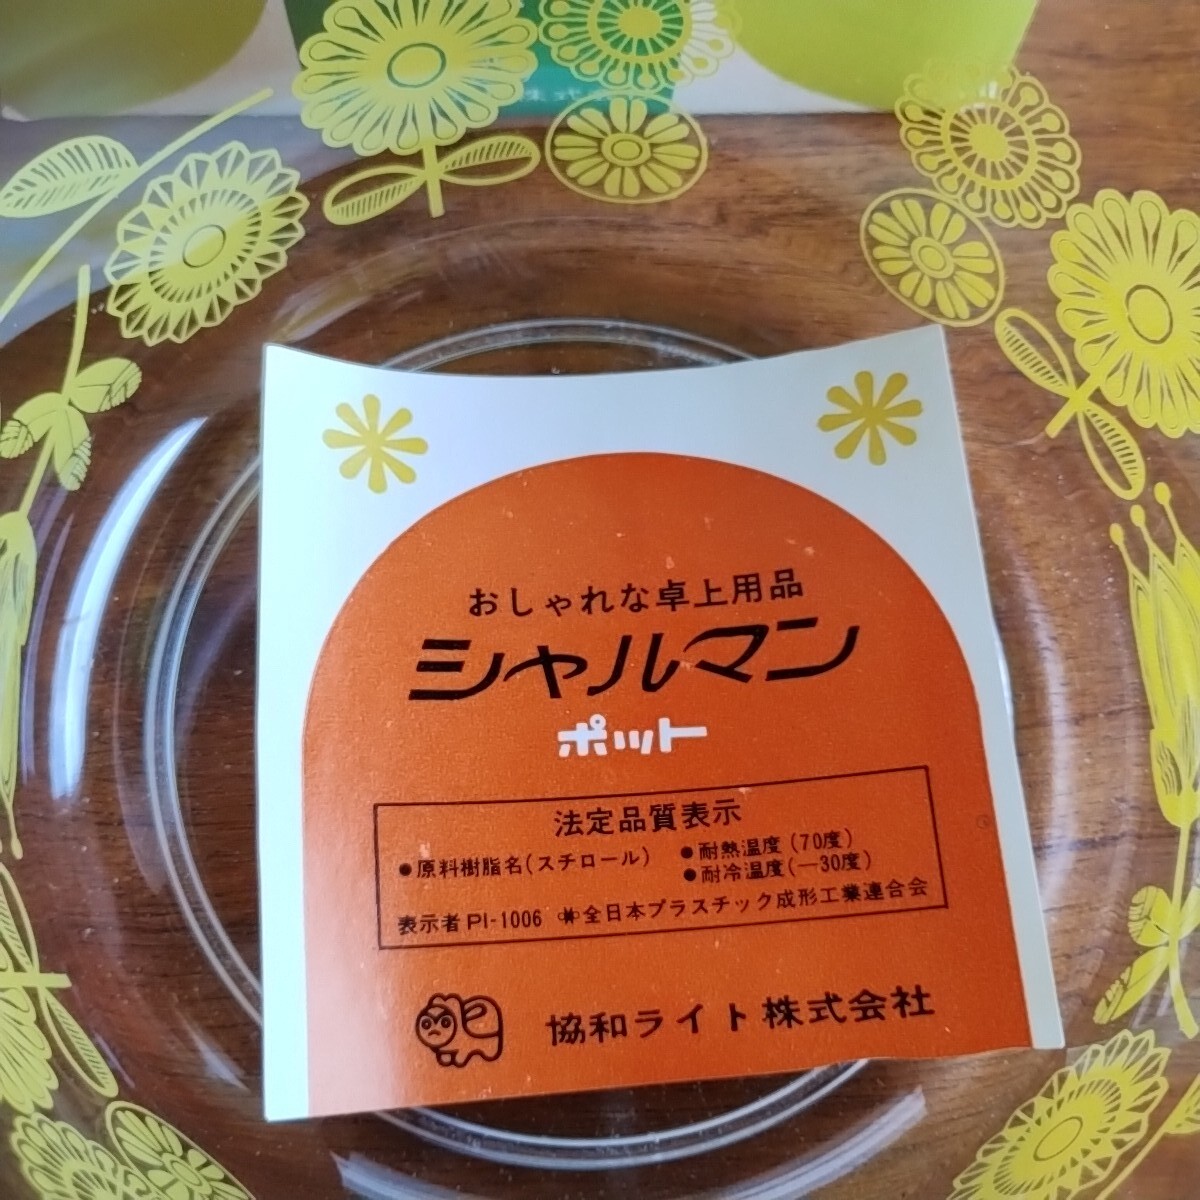 おしゃれな卓上用品
シャルマン
ポット
法定品質表示
●原料樹脂名(スチロール) ●耐熱温度(70度)
●耐冷温度(—30度)
表示者PI-1006 全日本プラスチック成形工業連合会
協和ライト株式会社